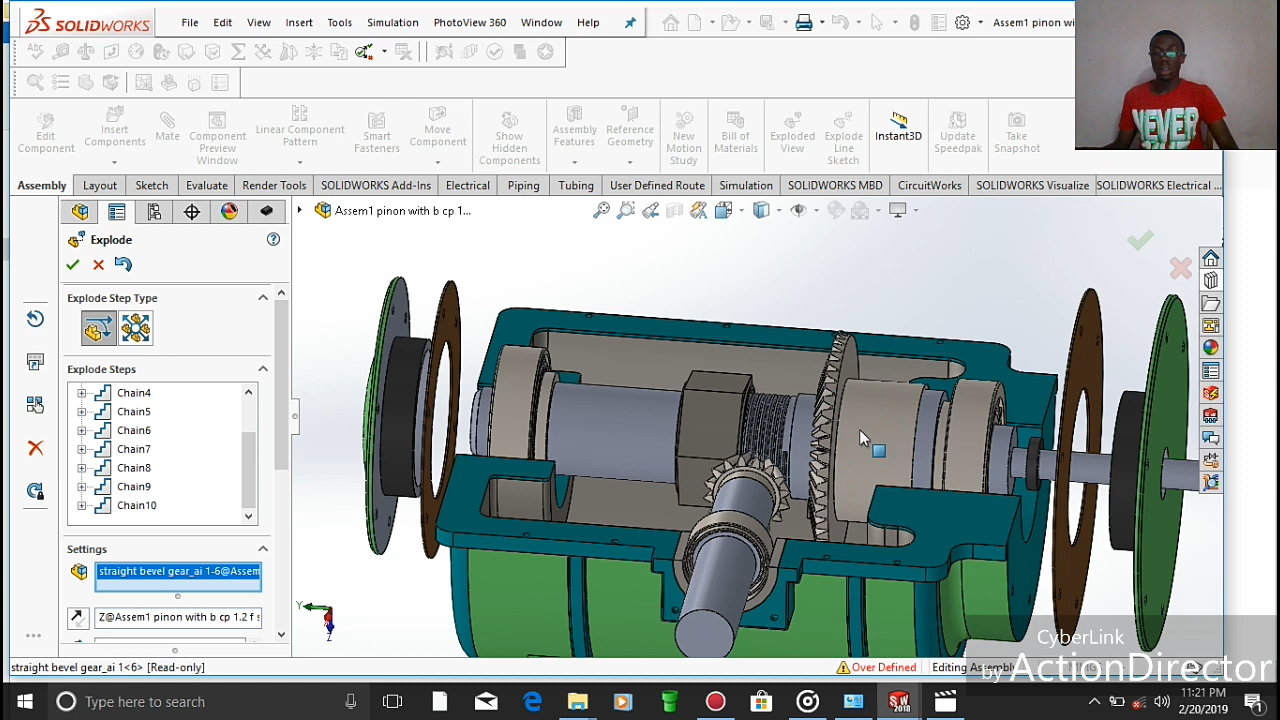 SOLIDWORKS File Edit View Insert Tools Simulation PhotoView 360 Window Help Assem1 pinon wi
NEVER
Edit Component
Insert Components
Mate
Component Preview Window
Linear Component Pattern
Smart Fasteners
Move Component
Show Hidden Components
Assembly Features
Reference Geometry
New Motion Study
Bill of Materials
Exploded View
Explode Line Sketch
Instant3D
Update Speedpak
Take Snapshot
Assembly Layout Sketch Evaluate Render Tools SOLIDWORKS Add-Ins Electrical Piping Tubing User Defined Route Simulation SOLIDWORKS MBD CircuitWorks SOLIDWORKS Visualize SOLIDWORKS Electrical ...
Assem1 pinon with b cp 1...
Explode
Explode Step Type
Explode Steps
Chain4
Chain5
Chain6
Chain7
Chain8
Chain9
Chain10
Settings
straight bevel gear_ai 1-6@Assem
Z@Assem1 pinon with b cp 1.2 f s
Y
Z
CyberLink
by ActionDirector
straight bevel gear_ai 1<6> [Read-only] Over Defined Editing Assembly
Type here to search
SW
2018
11:21 PM
2/20/2019